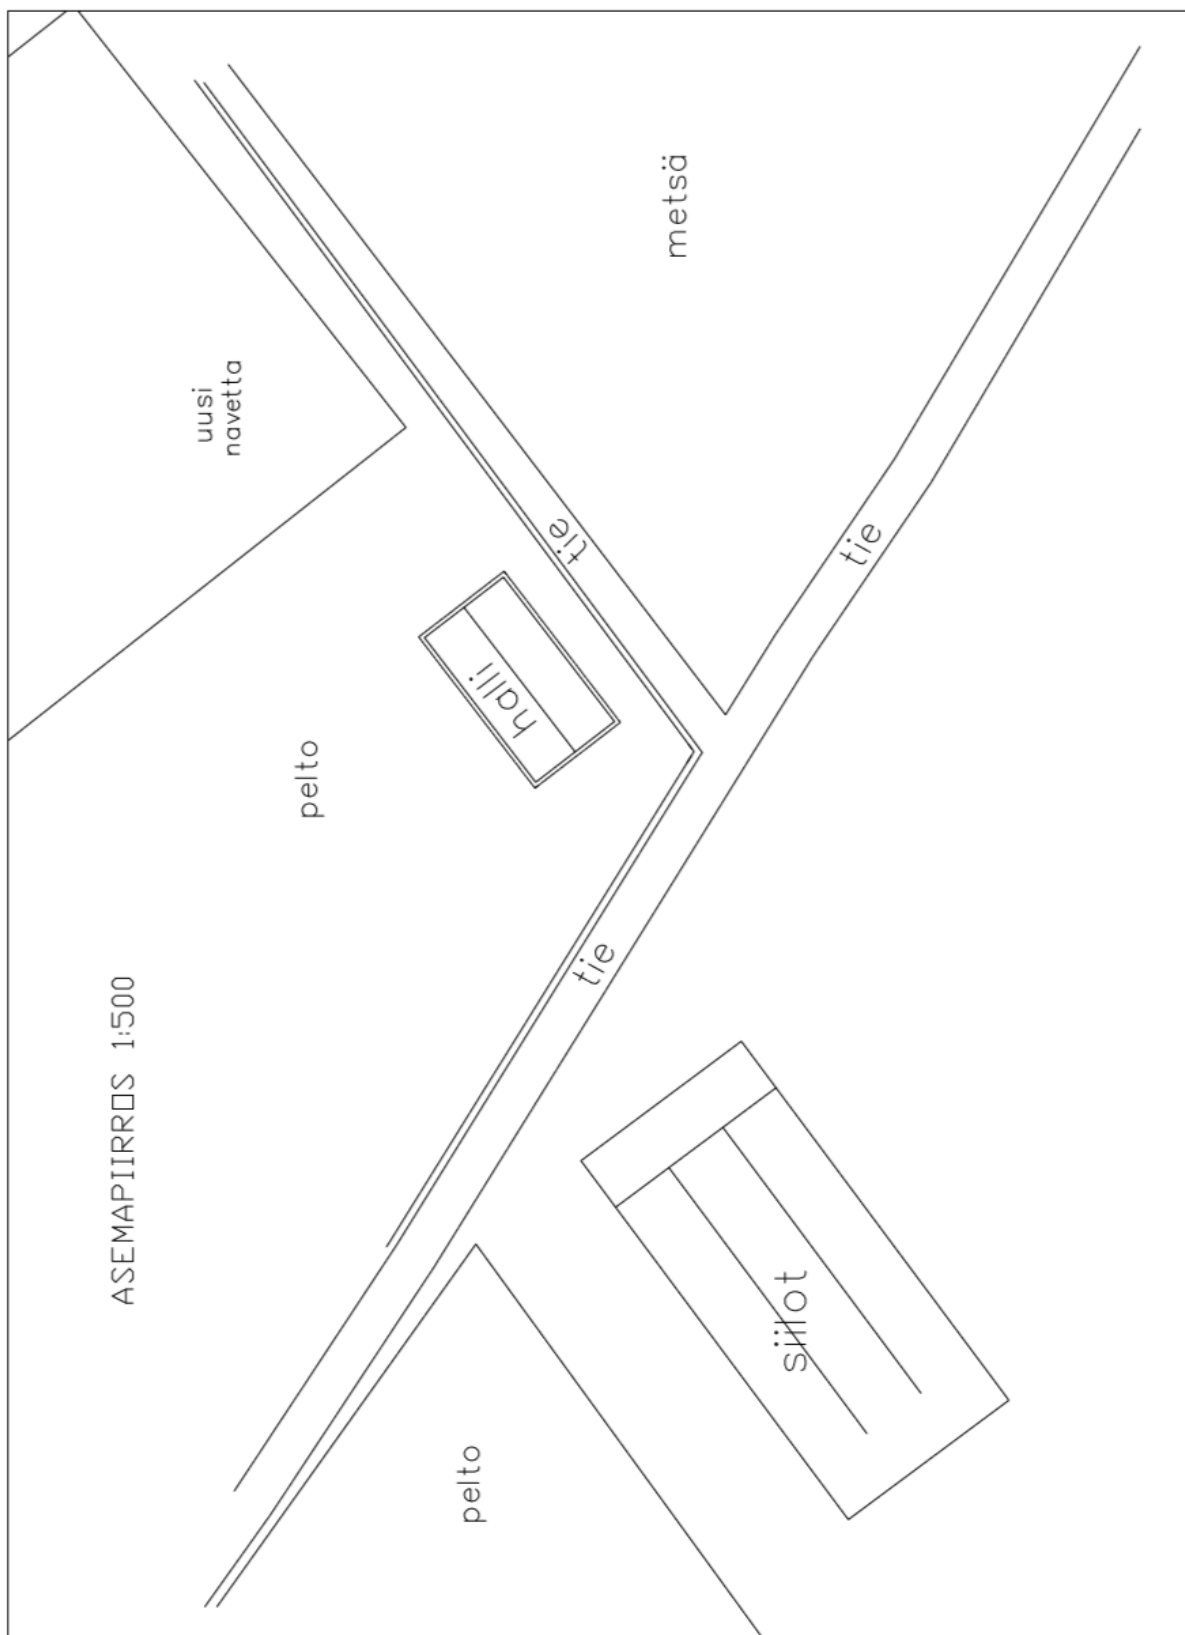 metsä
uusi
navetta
tie
tie
halli
pelto
tie
ASEMAPIIRROS 1:500
siilot
pelto